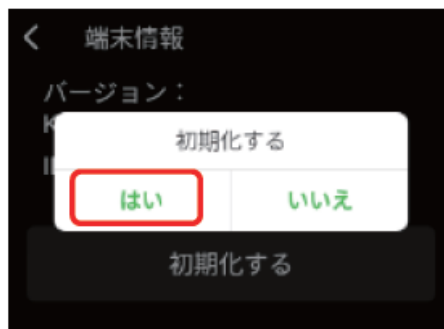 端末情報
バージョン：
初期化する
はい
いいえ
初期化する